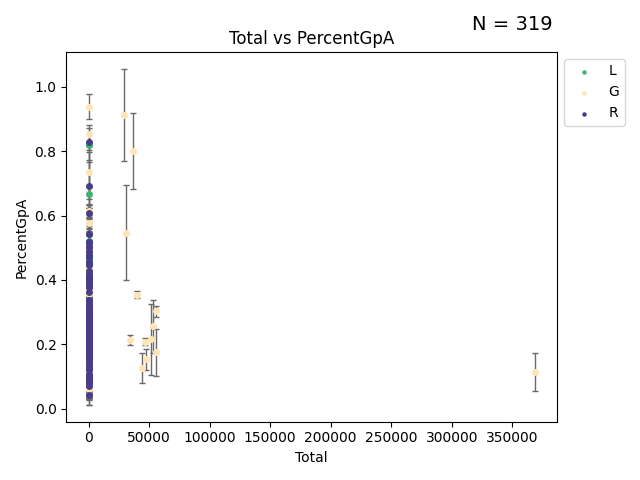 N = 319
Total vs PercentGpA
L
G
R
1.0
0.8
0.6
0.4
0.2
0.0
PercentGpA
0 50000 100000 150000 200000 250000 300000 350000
Total